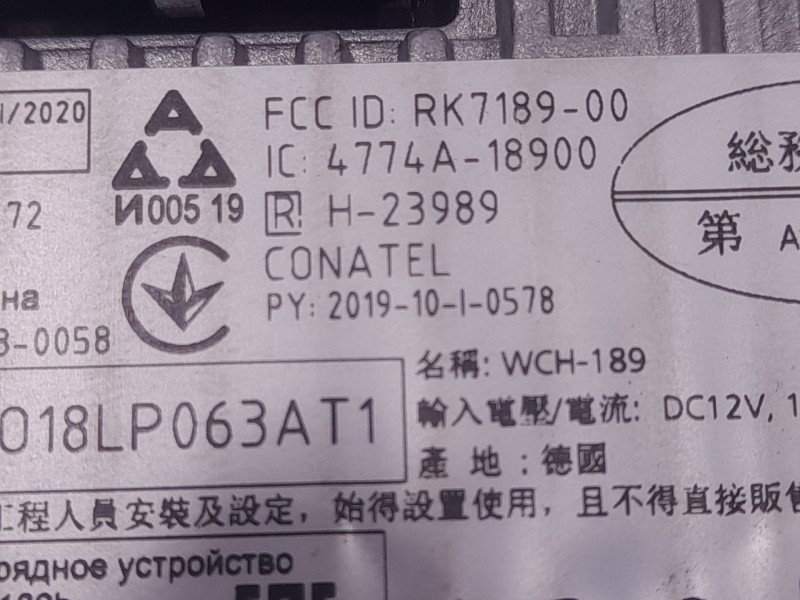 /2020
FCC ID: RK7189-00
IC: 4774A-18900
總務
72
И005 19
R H-23989
第 A
CONATEL
на
PY: 2019-10-I-0578
-0058
名稱: WCH-189
018LP063AT1
輸入電壓/電流: DC12V, 1
產 地 : 德國
工程人員安裝及設定, 始得設置使用, 且不得直接販售
рядное устройство